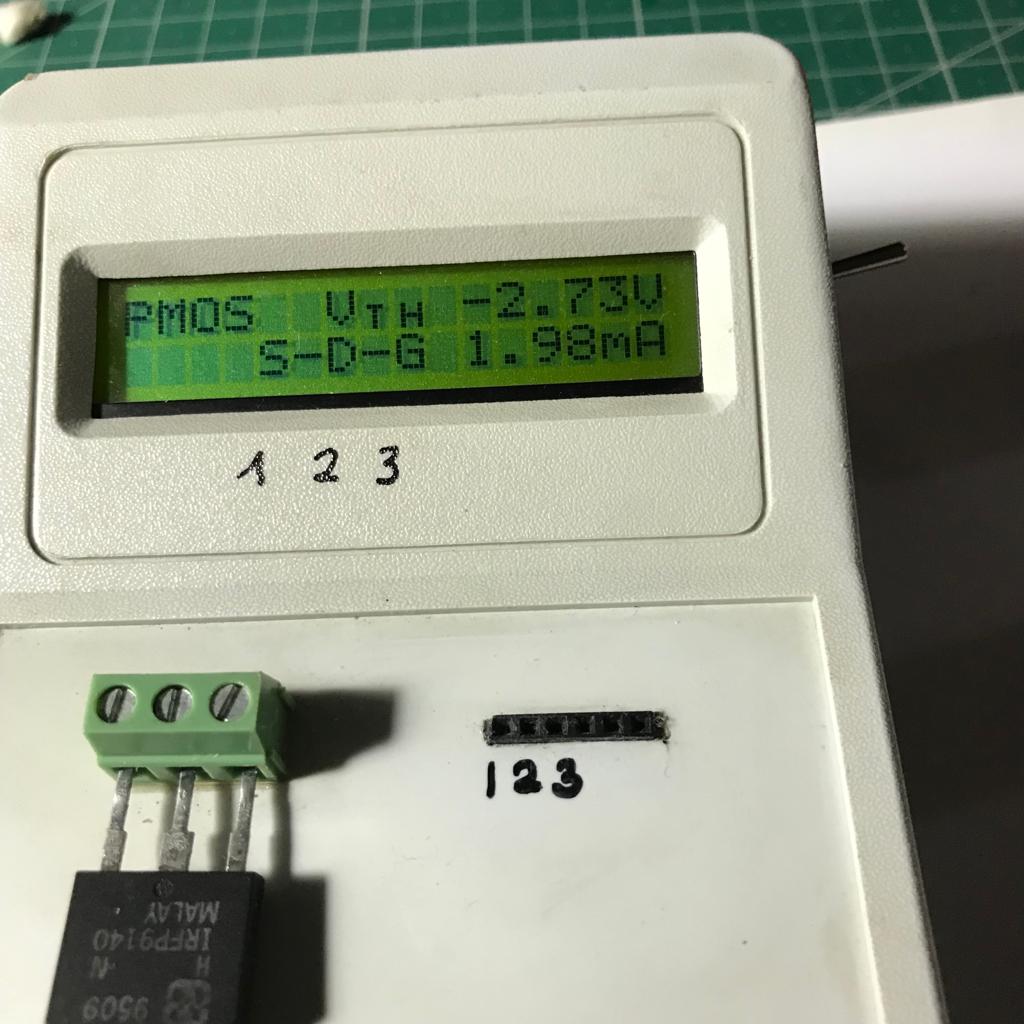 PMOS VTH -2.73V
S-D-G 1.98mA
1 2 3
123
MALAY
IRFP9140
H N
9509